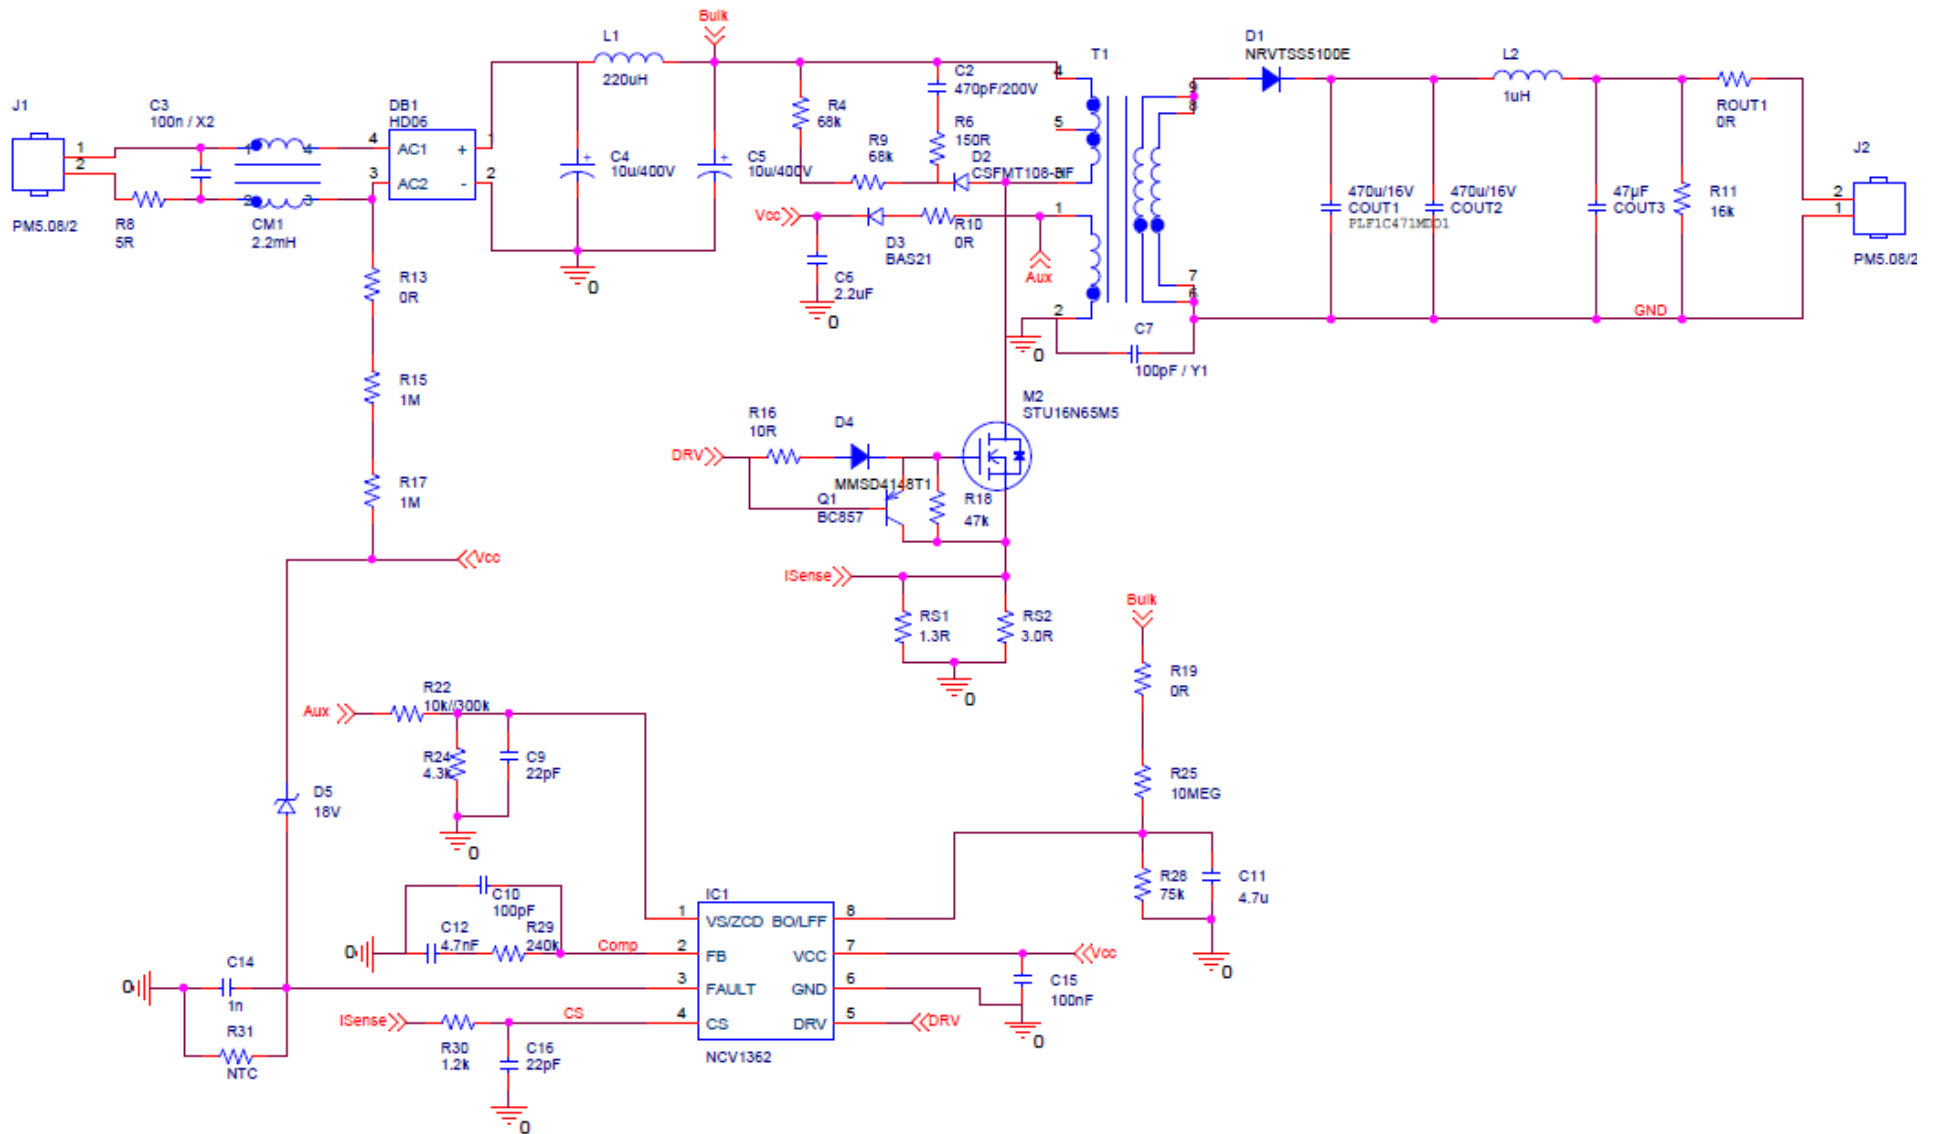 Bulk
L1
220uH
J1
1
2
PM5.08/2
C3
100n / X2
R8
5R
1
4
2
3
CM1
2.2mH
DB1
HD06
4
AC1
+
1
3
AC2
-
2
C4
10u/400V
C5
10u/400V
0
R4
68k
R9
68k
C2
470pF/200V
R6
150R
D2
Vcc
D3
BAS21
R10
0R
C6
2.2uF
0
Aux
T1
4
5
1
2
9
8
7
6
0
C7
100pF / Y1
D1
NRVTSS5100E
L2
1uH
470u/16V
COUT1
470u/16V
COUT2
47µF
COUT3
R11
16k
ROUT1
0R
GND
J2
2
1
PM5.08/2
R13
0R
R15
1M
R17
1M
Vcc
M2
STU16N65M5
R16
10R
D4
DRV
MMSD4148T1
Q1
BC857
R18
47k
ISense
RS1
1.3R
RS2
3.0R
0
Bulk
R19
0R
R25
10MEG
R28
75k
C11
4.7u
0
Aux
R22
10k//300k
R24
4.3k
C9
22pF
0
D5
18V
C10
100pF
C12
4.7nF
R29
240k
0
Comp
C14
1n
0
R31
NTC
ISense
R30
1.2k
CS
C16
22pF
0
IC1
1
VS/ZCD
BO/LFF
8
2
FB
VCC
7
3
FAULT
GND
6
4
CS
DRV
5
NCV1362
Vcc
C15
100nF
0
DRV